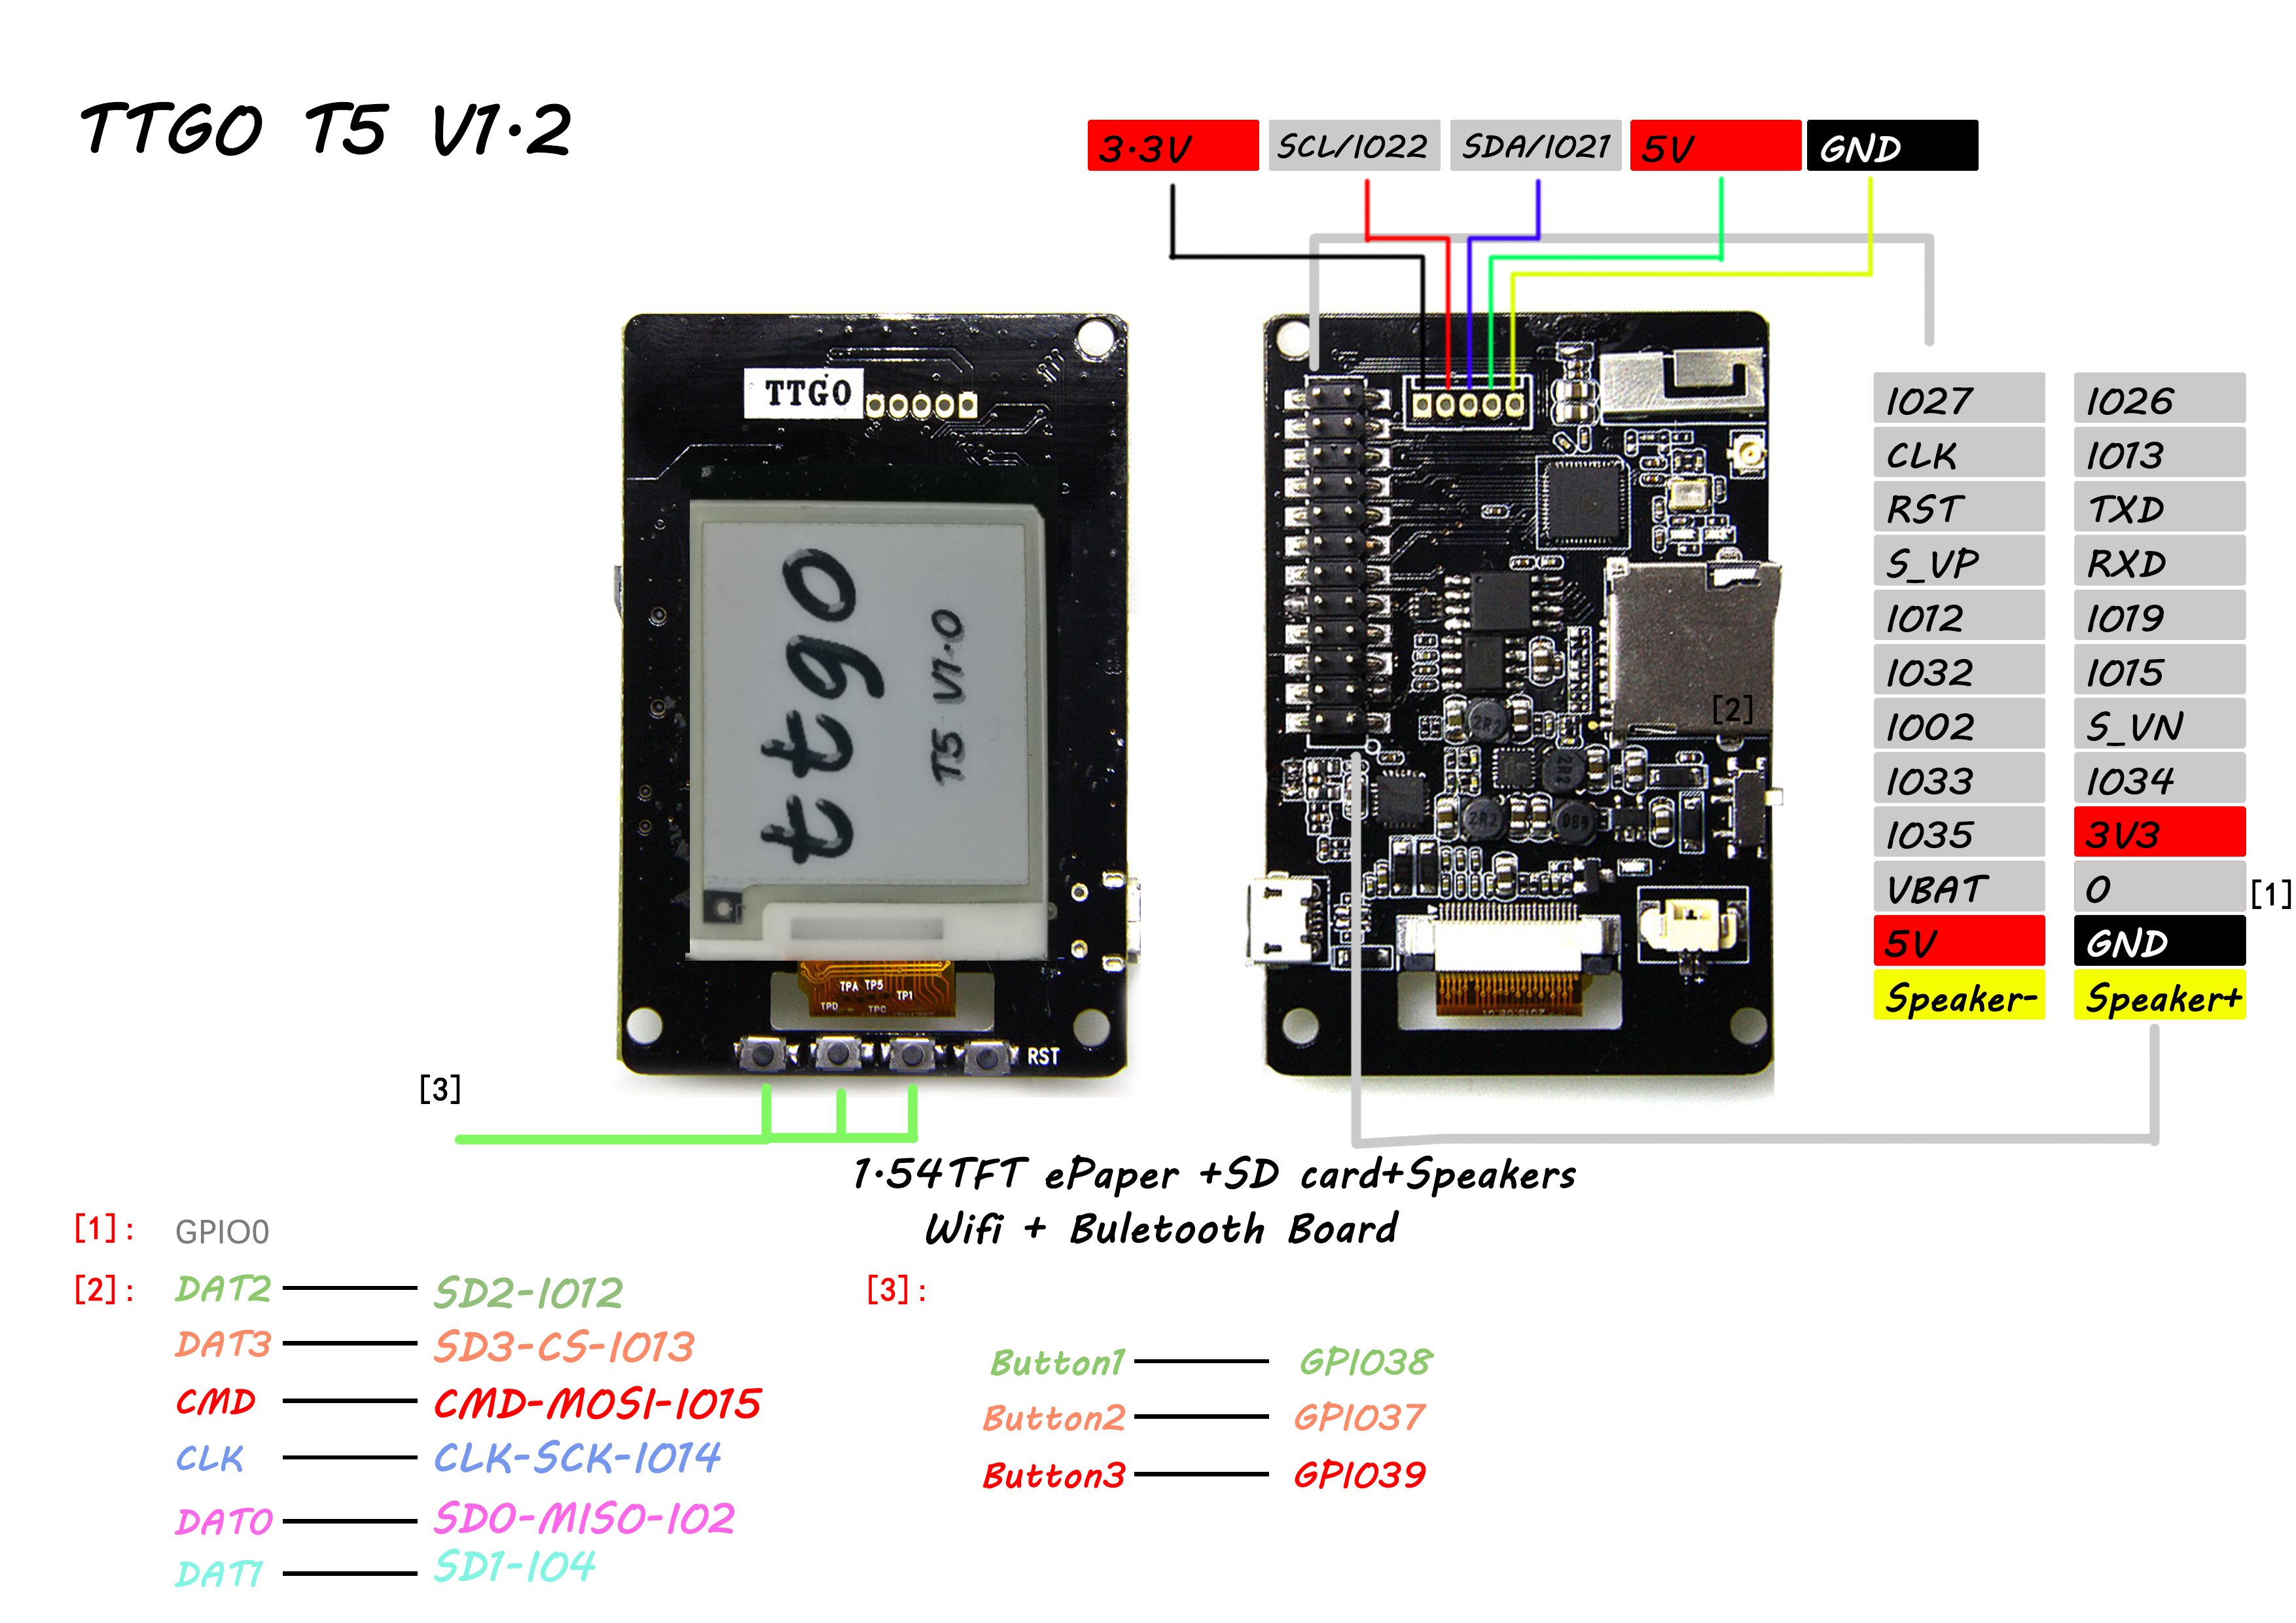 TTGO T5 V1.2
3.3V SCL/IO22 SDA/IO21 5V GND
TTGO
ttgo
T5 V1.0
TPA TP5
TP1
TPD
TPC
RST
2R2
2R2
2R2
989
[2]
IO27 IO26
CLK IO13
RST TXD
S_VP RXD
IO12 IO19
IO32 IO15
IO02 S_VN
IO33 IO34
IO35 3V3
VBAT 0 [1]
5V GND
Speaker- Speaker+
[3]
1.54TFT ePaper +SD card+Speakers
Wifi + Buletooth Board
[1]: GPIO0
[2]: DAT2 SD2-IO12
DAT3 SD3-CS-IO13
CMD CMD-MOSI-IO15
CLK CLK-SCK-IO14
DAT0 SD0-MISO-IO2
DAT1 SD1-IO4
[3]:
Button1 GPIO38
Button2 GPIO37
Button3 GPIO39